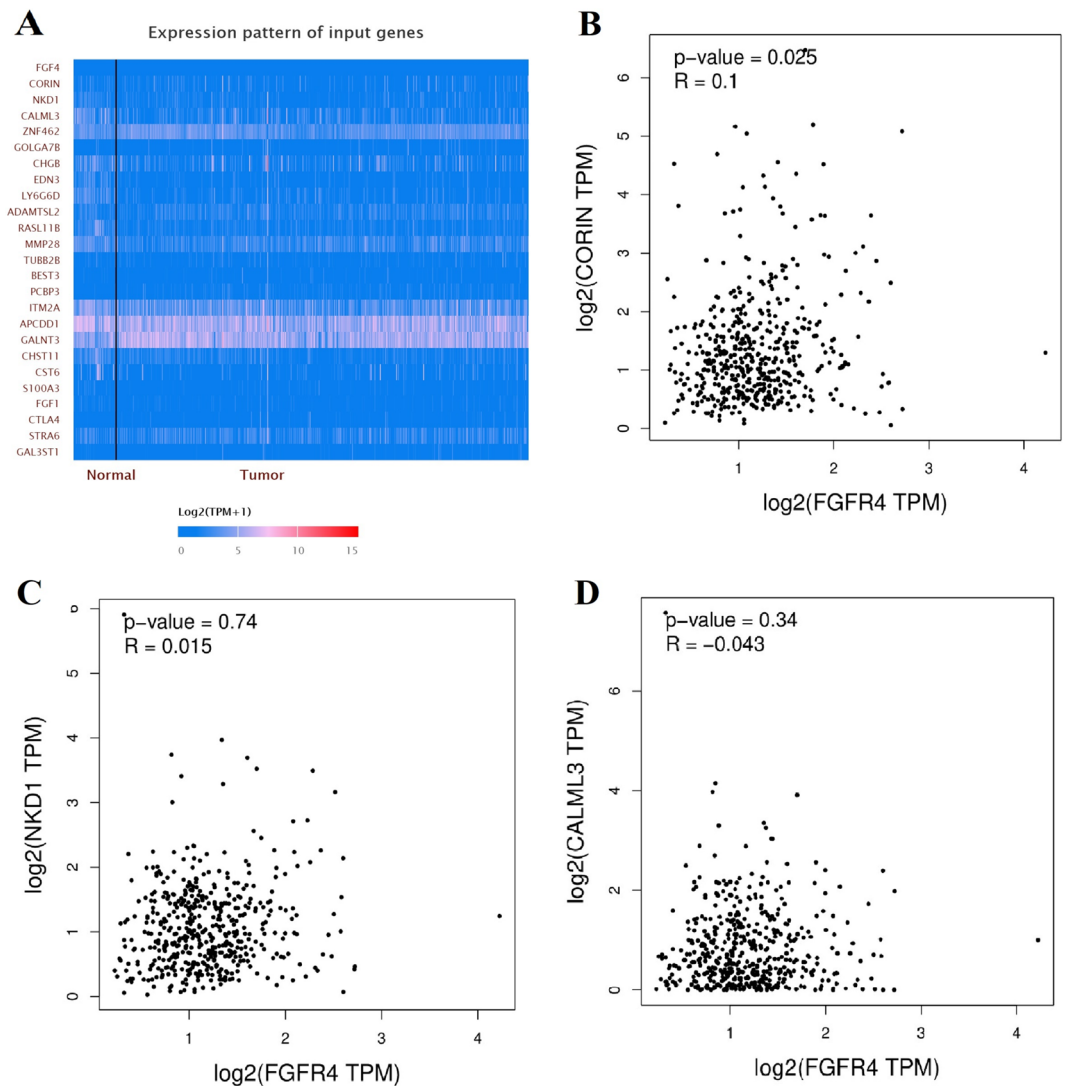 A
Expression pattern of input genes
FGF4
CORIN
NKD1
CALML3
ZNF462
GOLGA7B
CHGB
EDN3
LY6G6D
ADAMTSL2
RASL11B
MMP28
TUBB2B
BEST3
PCBP3
ITM2A
APCDD1
GALNT3
CHST11
CST6
S100A3
FGF1
CTLA4
STRA6
GAL3ST1
Normal
Tumor
Log2(TPM+1)
0 5 10 15
B
p-value = 0.025
R = 0.1
log2(CORIN TPM)
6
5
4
3
2
1
0
1 2 3 4
log2(FGFR4 TPM)
C
p-value = 0.74
R = 0.015
log2(NKD1 TPM)
6
5
4
3
2
1
0
1 2 3 4
log2(FGFR4 TPM)
D
p-value = 0.34
R = −0.043
log2(CALML3 TPM)
6
4
2
0
1 2 3 4
log2(FGFR4 TPM)